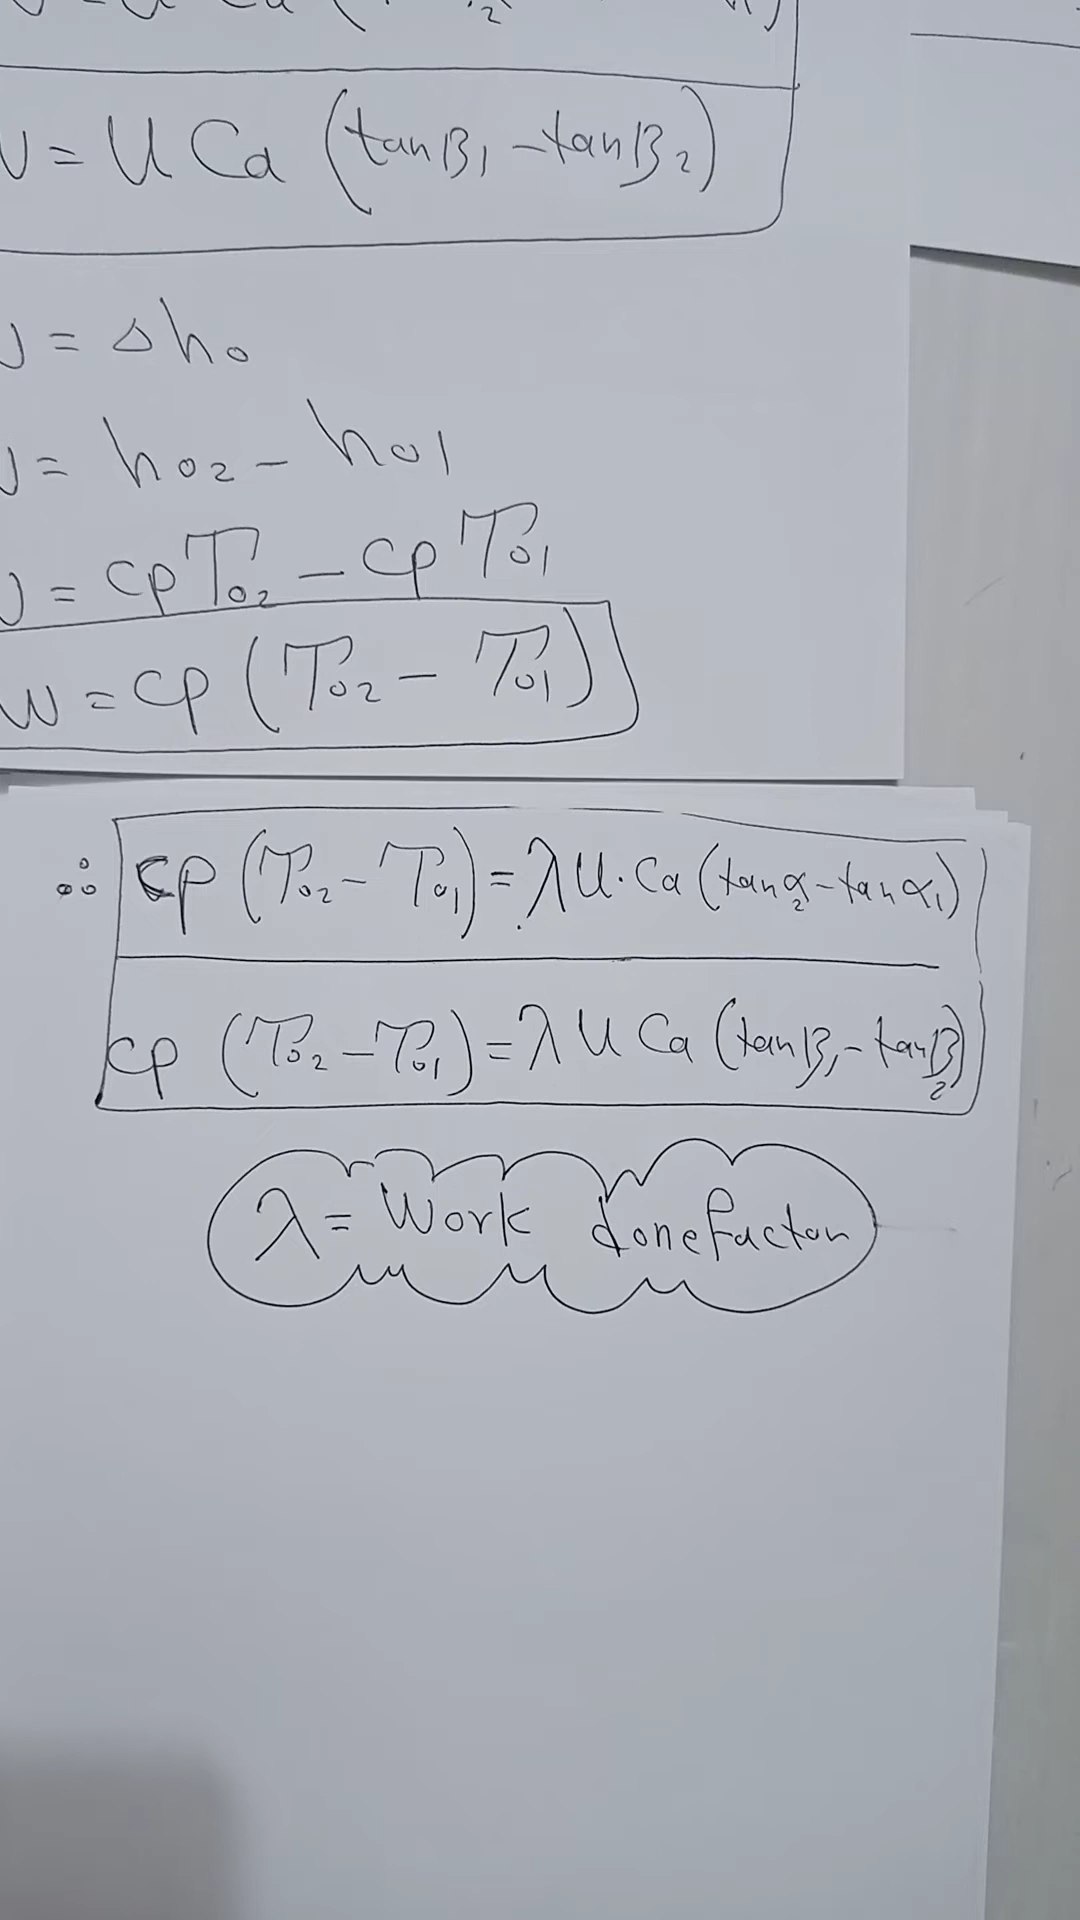 W = U Ca (tanβ₁ - tanβ₂)
W = Δh₀
W = h₀₂ - h₀₁
W = CpT₀₂ - CpT₀₁
W = Cp (T₀₂ - T₀₁)
∴ Cp (T₀₂ - T₀₁) = λ U·Ca (tanα₂ - tanα₁)
Cp (T₀₂ - T₀₁) = λ U Ca (tanβ₁ - tanβ₂)
λ = Work done Factor